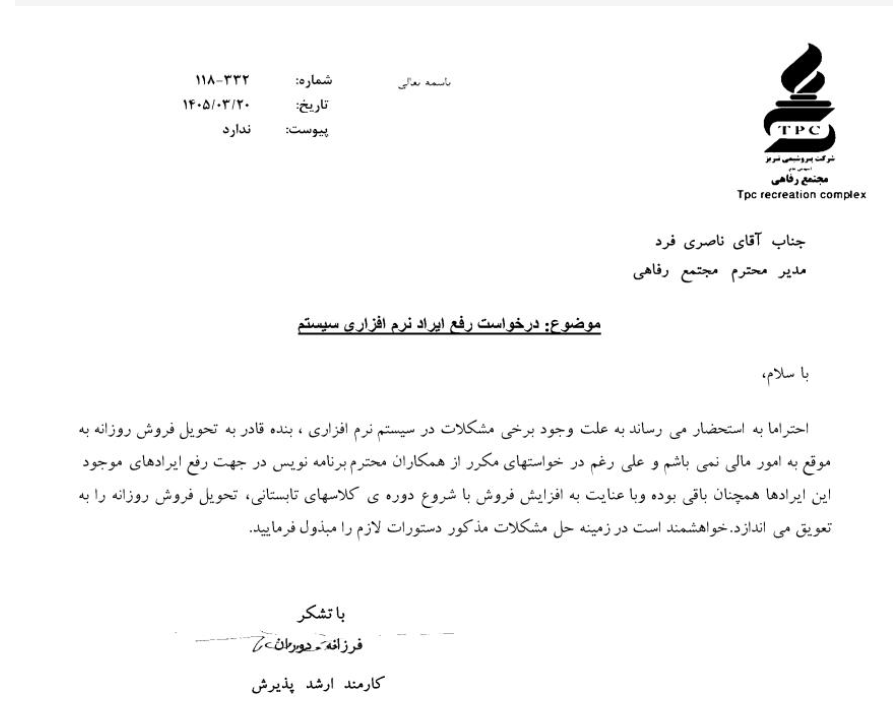 باسمه تعالی
شماره: ۱۱۸-۳۳۲
تاریخ: ۱۴۰۵/۰۳/۲۰
پیوست: ندارد
TPC
شرکت پتروشیمی تبریز
مجتمع رفاهی
Tpc recreation complex
جناب آقای ناصری فرد
مدیر محترم مجتمع رفاهی
موضوع: درخواست رفع ایراد نرم افزاری سیستم
با سلام،
احتراما به استحضار می رساند به علت وجود برخی مشکلات در سیستم نرم افزاری ، بنده قادر به تحویل فروش روزانه به
موقع به امور مالی نمی باشم و علی رغم در خواستهای مکرر از همکاران محترم برنامه نویس در جهت رفع ایرادهای موجود
این ایرادها همچنان باقی بوده وبا عنایت به افزایش فروش با شروع دوره ی کلاسهای تابستانی، تحویل فروش روزانه را به
تعویق می اندازد.خواهشمند است در زمینه حل مشکلات مذکور دستورات لازم را مبذول فرمایید.
با تشکر
فرزانه دوران
کارمند ارشد پذیرش